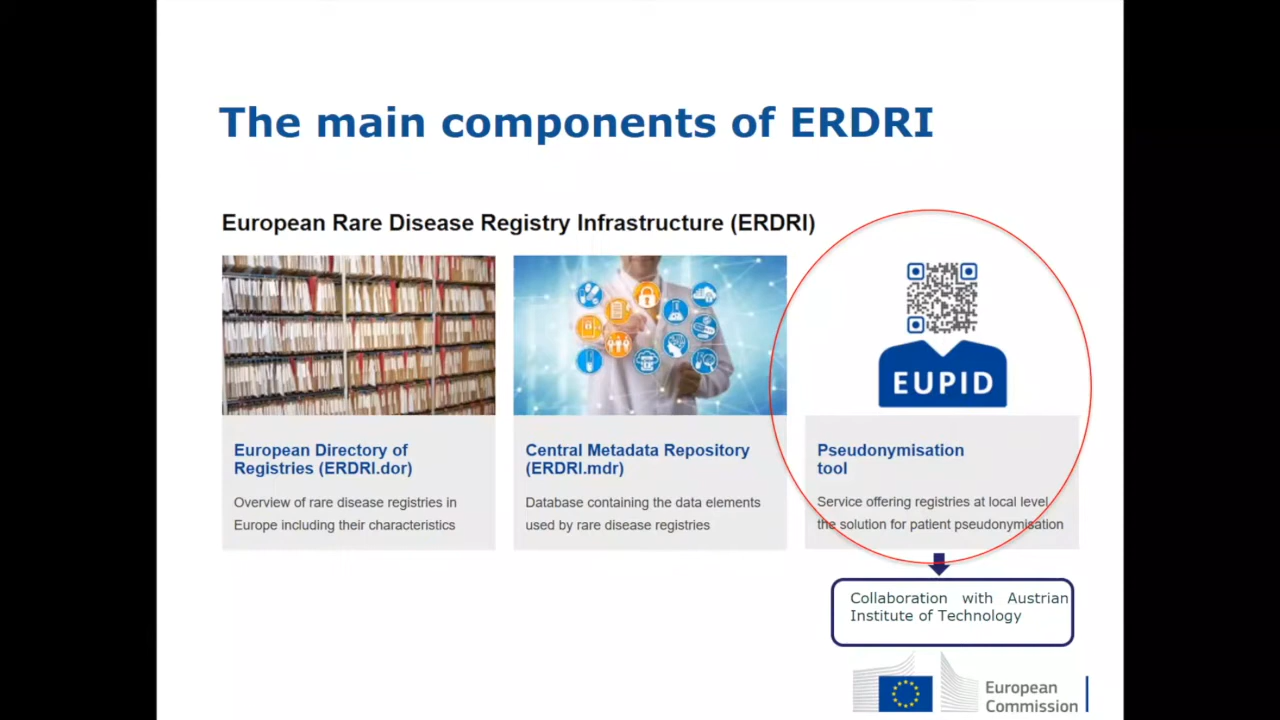 The main components of ERDRI
European Rare Disease Registry Infrastructure (ERDRI)
European Directory of
Registries (ERDRI.dor)
Overview of rare disease registries in
Europe including their characteristics
Central Metadata Repository
(ERDRI.mdr)
Database containing the data elements
used by rare disease registries
EUPID
Pseudonymisation
tool
Service offering registries at local level,
the solution for patient pseudonymisation
Collaboration with Austrian
Institute of Technology
European
Commission